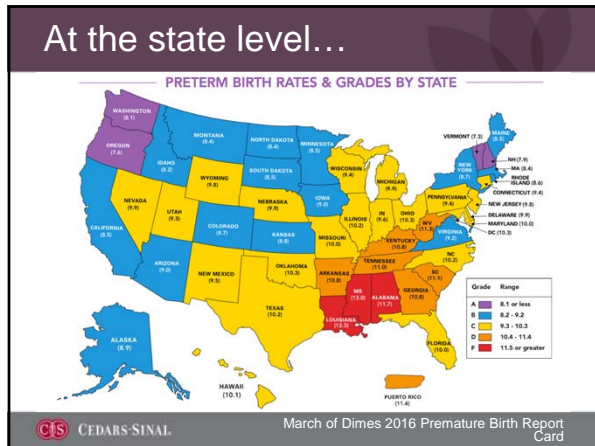 At the state level…
PRETERM BIRTH RATES & GRADES BY STATE
WASHINGTON
(8.1)
OREGON
(7.6)
CALIFORNIA
(8.5)
NEVADA
(9.9)
IDAHO
(8.2)
MONTANA
(8.4)
WYOMING
(9.8)
UTAH
(9.3)
ARIZONA
(9.0)
COLORADO
(8.7)
NEW MEXICO
(9.5)
NORTH DAKOTA
(8.4)
SOUTH DAKOTA
(8.5)
NEBRASKA
(9.9)
KANSAS
(8.8)
OKLAHOMA
(10.3)
TEXAS
(10.2)
MINNESOTA
(8.5)
IOWA
(9.0)
MISSOURI
(10.0)
ARKANSAS
(10.8)
LOUISIANA
(12.3)
WISCONSIN
(9.4)
ILLINOIS
(10.2)
MICHIGAN
(9.9)
IN
(9.6)
OHIO
(10.3)
KENTUCKY
(10.8)
TENNESSEE
(11.0)
MS
(13.0)
ALABAMA
(11.7)
GEORGIA
(10.8)
FLORIDA
(10.0)
SC
(11.1)
NC
(10.2)
VIRGINIA
(9.2)
WV
(11.3)
PENNSYLVANIA
(9.4)
NEW
YORK
(8.7)
VERMONT (7.3)
MAINE
(8.5)
NH (7.9)
MA (8.4)
RHODE
ISLAND (8.6)
CONNECTICUT (9.4)
NEW JERSEY (9.8)
DELAWARE (9.9)
MARYLAND (10.0)
DC (10.3)
ALASKA
(8.9)
HAWAII
(10.1)
PUERTO RICO
(11.4)
Grade Range
A 8.1 or less
B 8.2 - 9.2
C 9.3 - 10.3
D 10.4 - 11.4
F 11.5 or greater
CEDARS-SINAI.
March of Dimes 2016 Premature Birth Report
Card